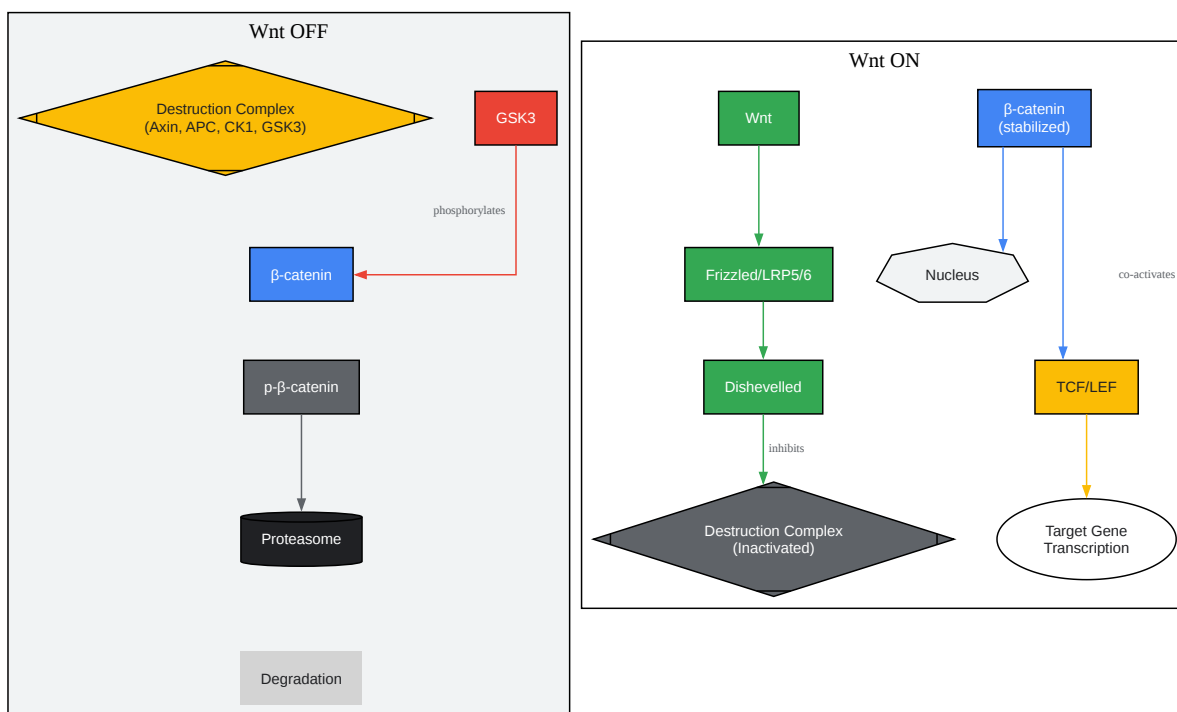 Wnt OFF
Destruction Complex
(Axin, APC, CK1, GSK3)
GSK3
phosphorylates
β-catenin
p-β-catenin
Proteasome
Degradation
Wnt ON
Wnt
β-catenin
(stabilized)
Frizzled/LRP5/6
Nucleus
co-activates
Dishevelled
TCF/LEF
inhibits
Destruction Complex
(Inactivated)
Target Gene
Transcription